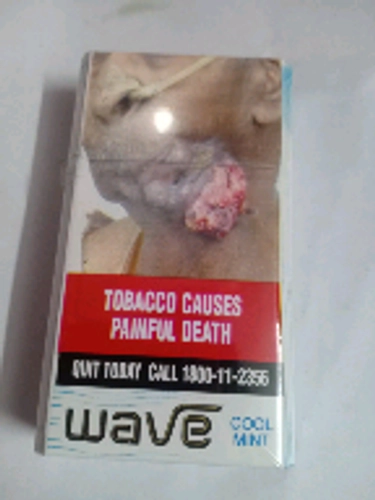 TOBACCO CAUSES
PAINFUL DEATH
QUIT TODAY CALL 1800-11-2356
wave
COOL
MINT